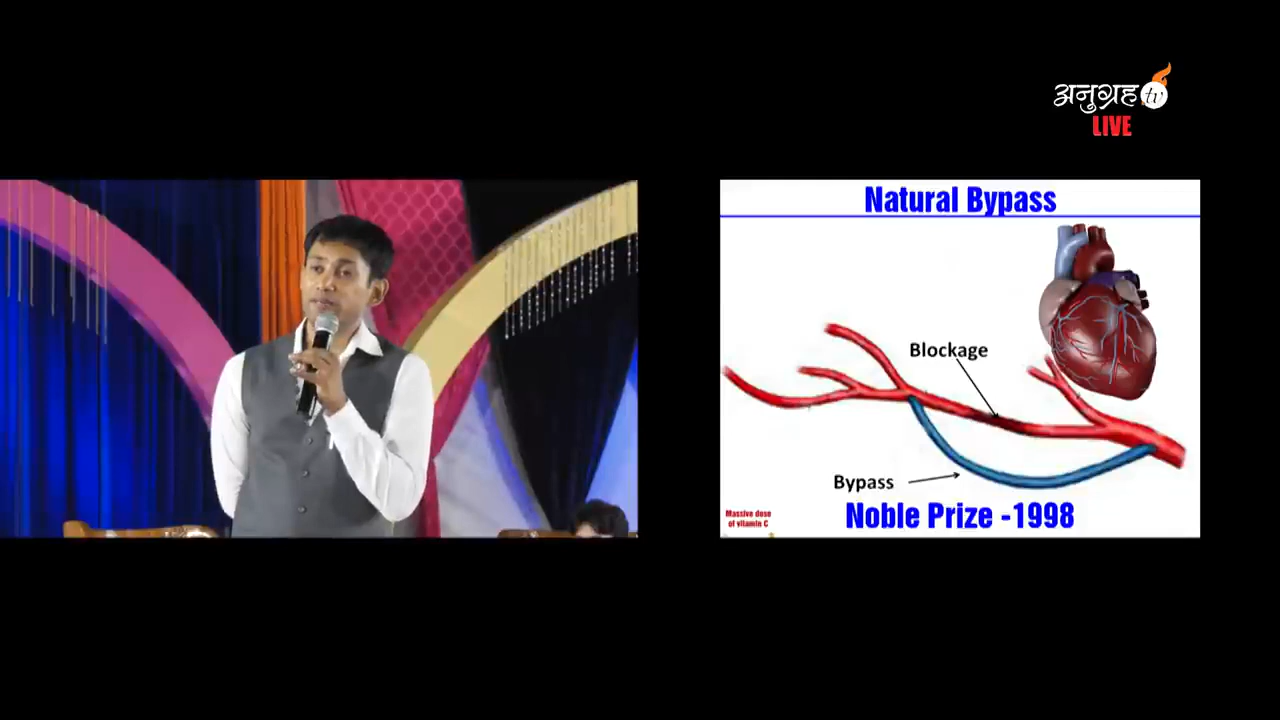 अनुग्रह tv
LIVE
Natural Bypass
Blockage
Bypass
Massive dose
of vitamin C
Noble Prize -1998